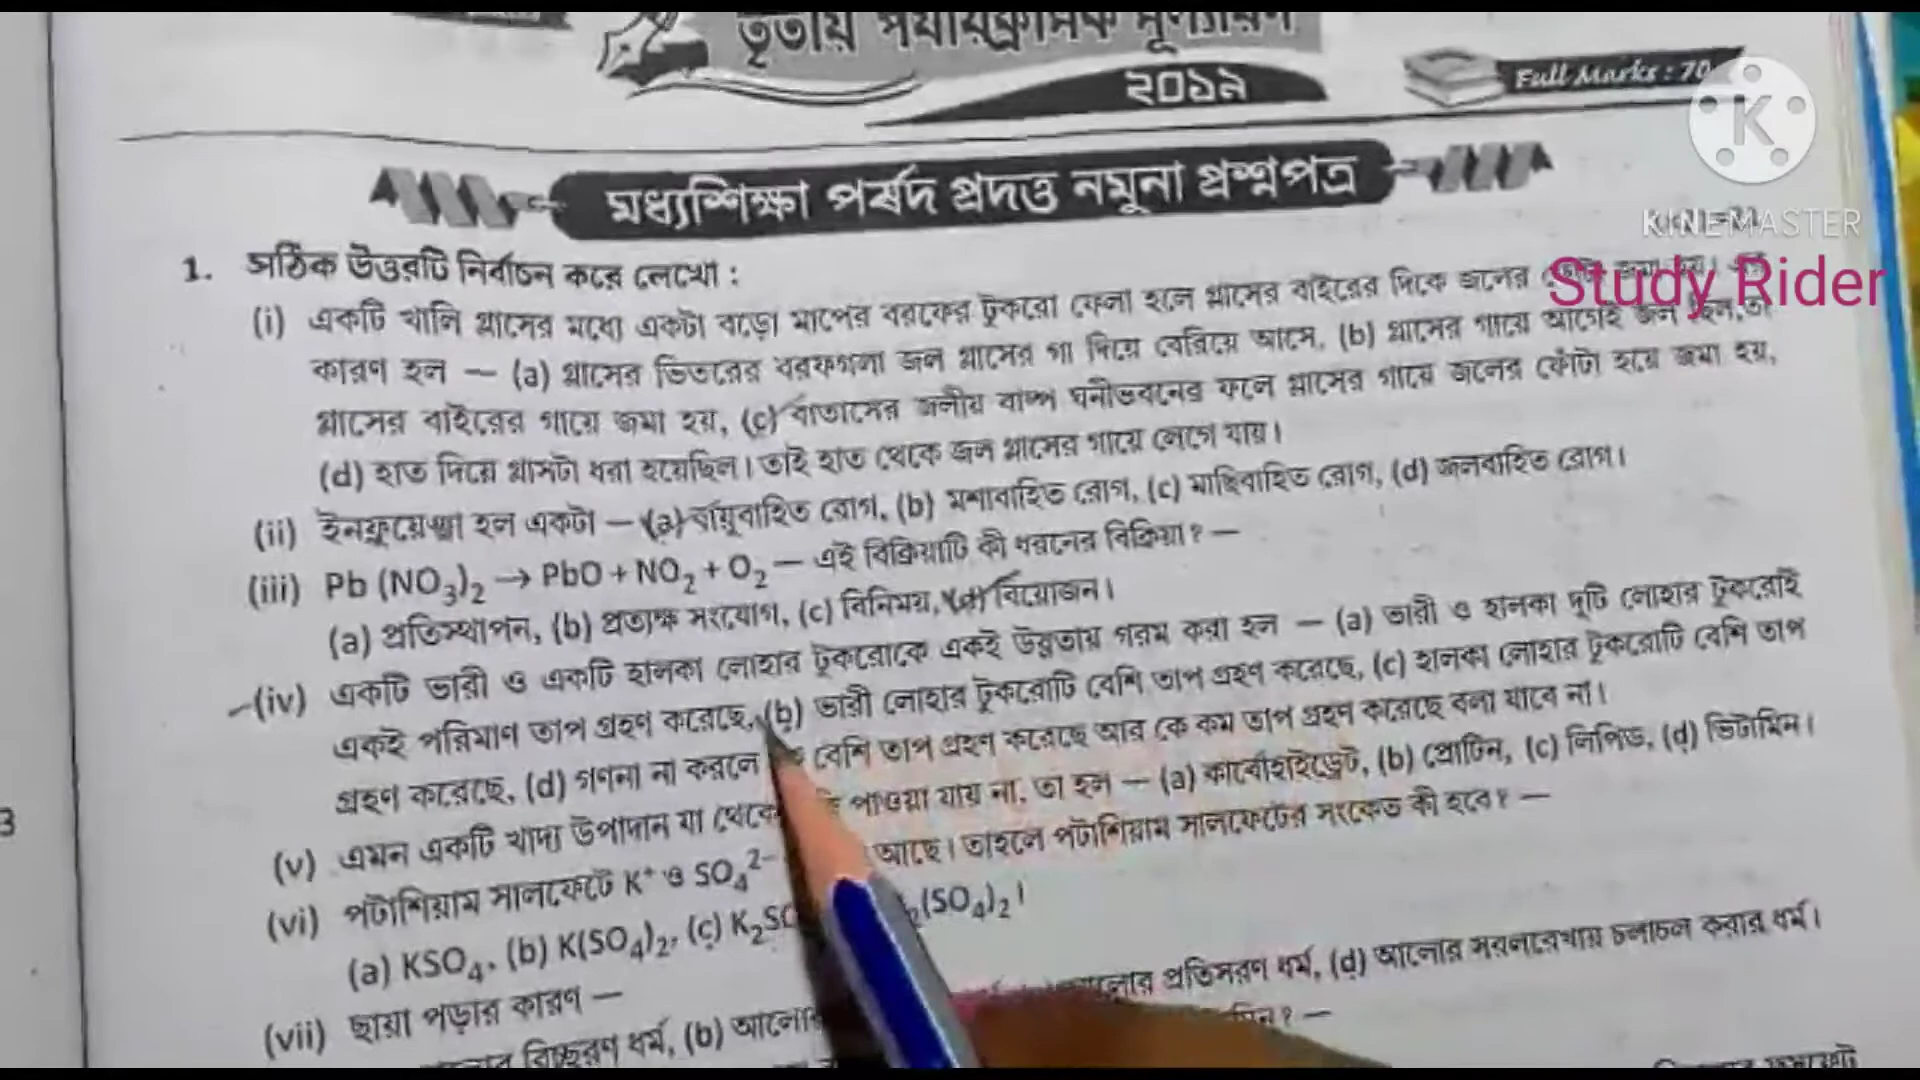 তৃতীয় পর্যায়ক্রমিক মূল্যায়ন
২০১৯
Full Marks : 70
মধ্যশিক্ষা পর্ষদ প্রদত্ত নমুনা প্রশ্নপত্র
KINEMASTER
Study Rider
1. সঠিক উত্তরটি নির্বাচন করে লেখো :
(i) একটি খালি গ্লাসের মধ্যে একটা বড়ো মাপের বরফের টুকরো ফেলা হলে গ্লাসের বাইরের দিকে জলের
কারণ হল — (a) গ্লাসের ভিতরের বরফগলা জল গ্লাসের গা দিয়ে বেরিয়ে আসে, (b) গ্লাসের গায়ে আগেই জল ছিল, তা
গ্লাসের বাইরের গায়ে জমা হয়, (c) বাতাসের জলীয় বাষ্প ঘনীভবনের ফলে গ্লাসের গায়ে জলের ফোঁটা হয়ে জমা হয়,
(d) হাত দিয়ে গ্লাসটা ধরা হয়েছিল। তাই হাত থেকে জল গ্লাসের গায়ে লেগে যায়।
(ii) ইনফ্লুয়েঞ্জা হল একটা — (a) বায়ুবাহিত রোগ, (b) মশাবাহিত রোগ, (c) মাছিবাহিত রোগ, (d) জলবাহিত রোগ।
(iii) Pb (NO₃)₂ → PbO + NO₂ + O₂ — এই বিক্রিয়াটি কী ধরনের বিক্রিয়া? —
(a) প্রতিস্থাপন, (b) প্রত্যক্ষ সংযোগ, (c) বিনিময়, (d) বিয়োজন।
(iv) একটি ভারী ও একটি হালকা লোহার টুকরোকে একই উষ্ণতায় গরম করা হল — (a) ভারী ও হালকা দুটি লোহার টুকরোই
একই পরিমাণ তাপ গ্রহণ করেছে, (b) ভারী লোহার টুকরোটি বেশি তাপ গ্রহণ করেছে, (c) হালকা লোহার টুকরোটি বেশি তাপ
গ্রহণ করেছে, (d) গণনা না করলে বেশি তাপ গ্রহণ করেছে আর কে কম তাপ গ্রহণ করেছে বলা যাবে না।
(v) এমন একটি খাদ্য উপাদান যা থেকে পাওয়া যায় না, তা হল — (a) কার্বোহাইড্রেট, (b) প্রোটিন, (c) লিপিড, (d) ভিটামিন।
(vi) পটাশিয়াম সালফেটে K⁺ ও SO₄²⁻ আছে। তাহলে পটাশিয়াম সালফেটের সংকেত কী হবে? —
(a) KSO₄, (b) K(SO₄)₂, (c) K₂SO ₂(SO₄)₂।
(vii) ছায়া পড়ার কারণ —
বিচ্ছুরণ ধর্ম, (b) আলোর প্রতিসরণ ধর্ম, (d) আলোর সরলরেখায় চলাচল করার ধর্ম।